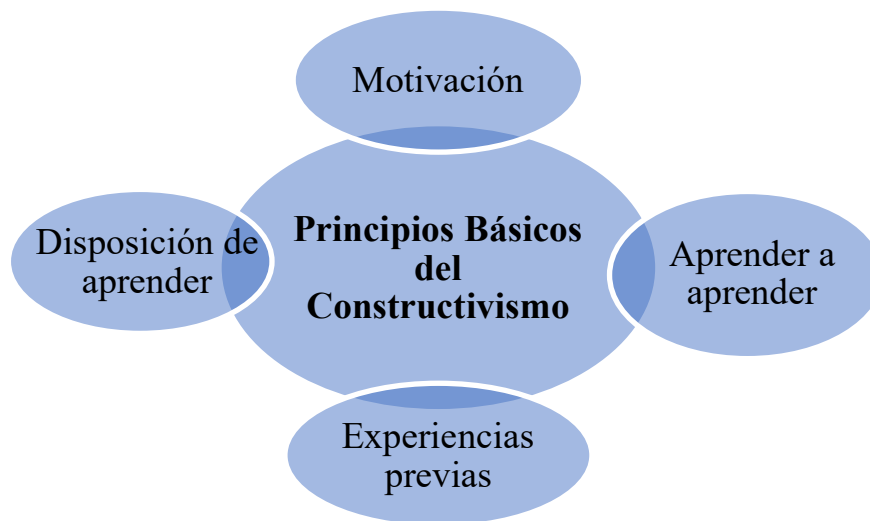 Motivación
Principios Básicos
del
Constructivismo
Disposición de
aprender
Aprender a
aprender
Experiencias
previas